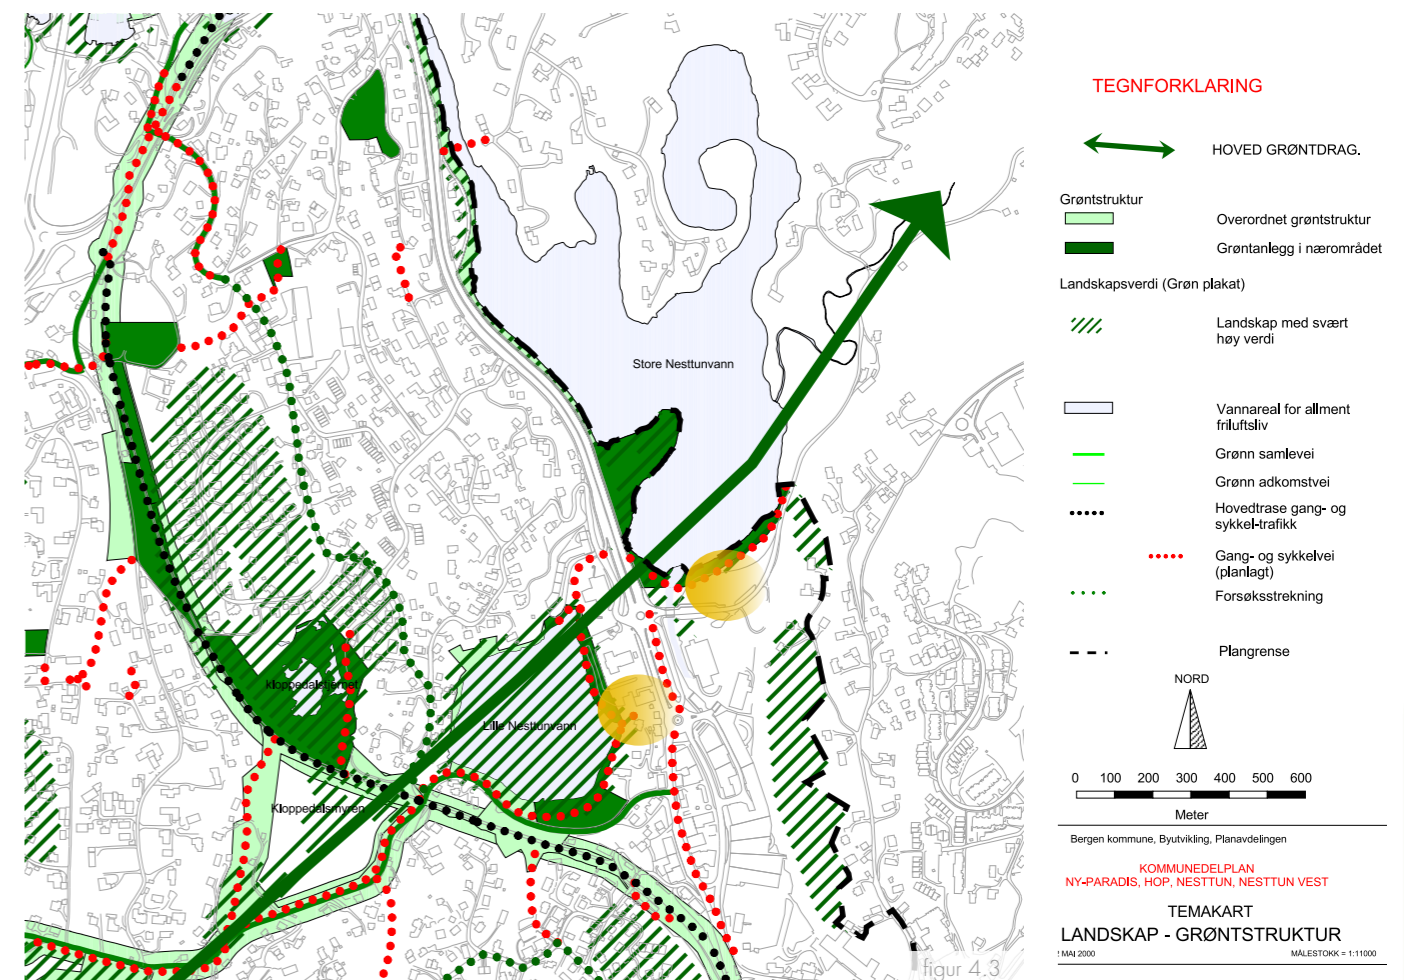 TEGNFORKLARING
HOVED GRØNTDRAG.
Grøntstruktur
Overordnet grøntstruktur
Grøntanlegg i nærområdet
Landskapsverdi (Grøn plakat)
Landskap med svært
høy verdi
Vannareal for allment
friluftsliv
Grønn samlevei
Grønn adkomstvei
Hovedtrase gang- og
sykkel-trafikk
Gang- og sykkelvei
(planlagt)
Forsøksstrekning
Plangrense
NORD
0 100 200 300 400 500 600
Meter
Bergen kommune, Byutvikling, Planavdelingen
KOMMUNEDELPLAN
NY-PARADIS, HOP, NESTTUN, NESTTUN VEST
TEMAKART
LANDSKAP - GRØNTSTRUKTUR
MAI 2000 MÅLESTOKK = 1:11000
Store Nesttunvann
kloppedalstjernet
Lille Nesttunvann
Kloppedalsmyren
figur 4.3